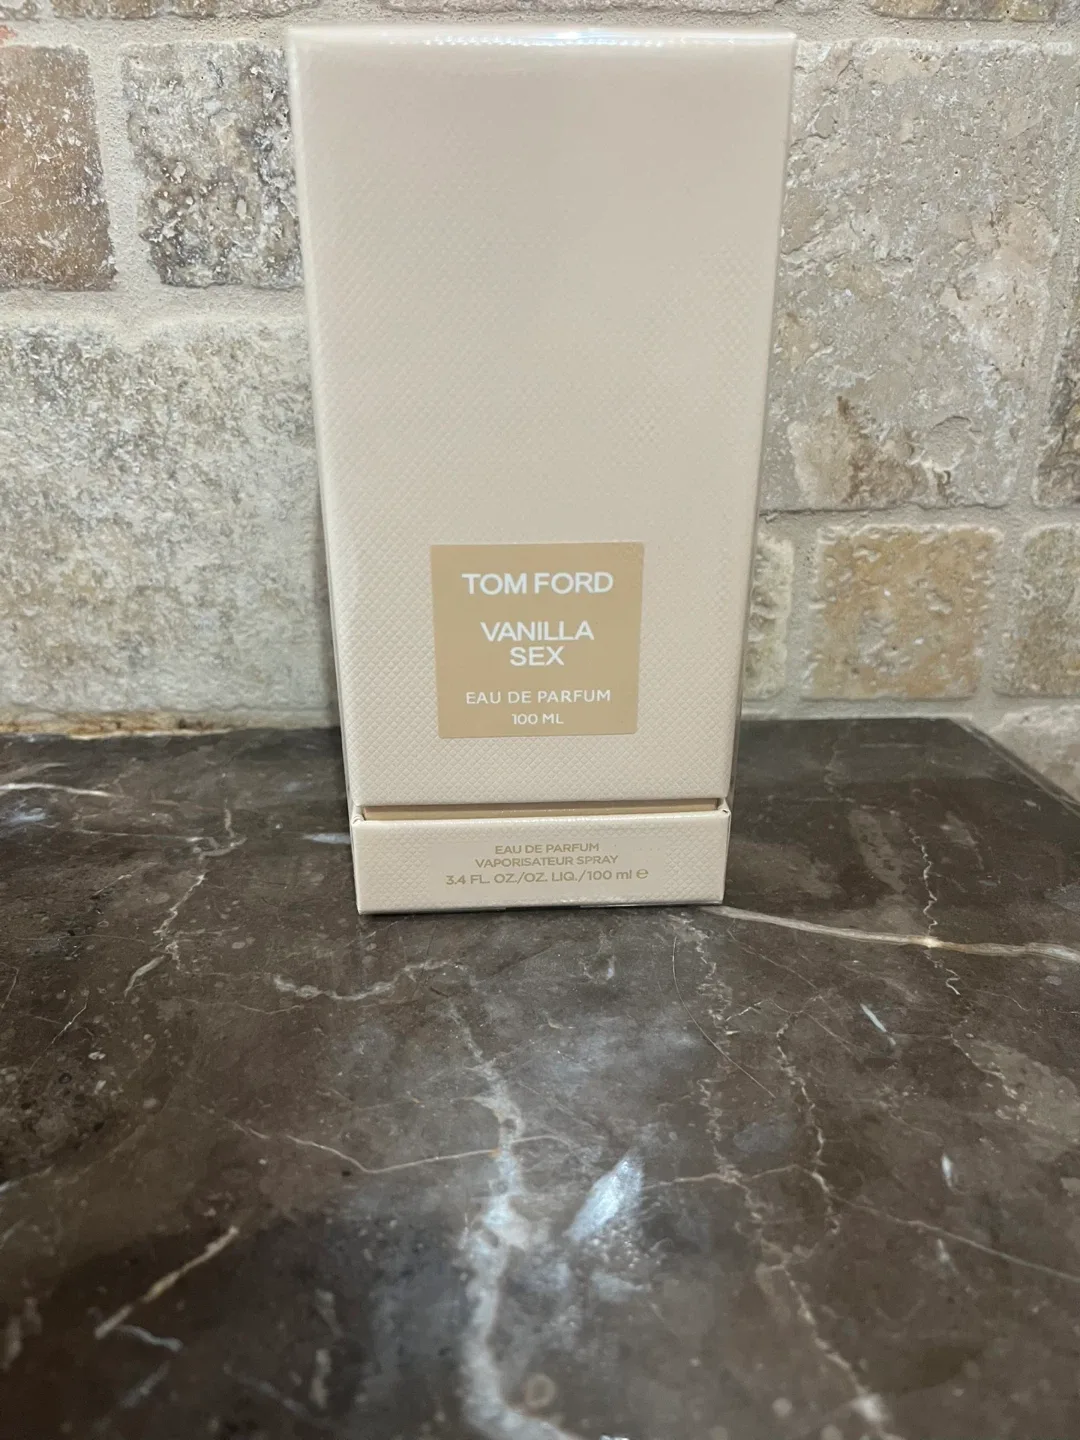 TOM FORD
VANILLA
SEX
EAU DE PARFUM
100 ML
EAU DE PARFUM
VAPORISATEUR SPRAY
3.4 FL. OZ./OZ. LIQ./100 ml ℮